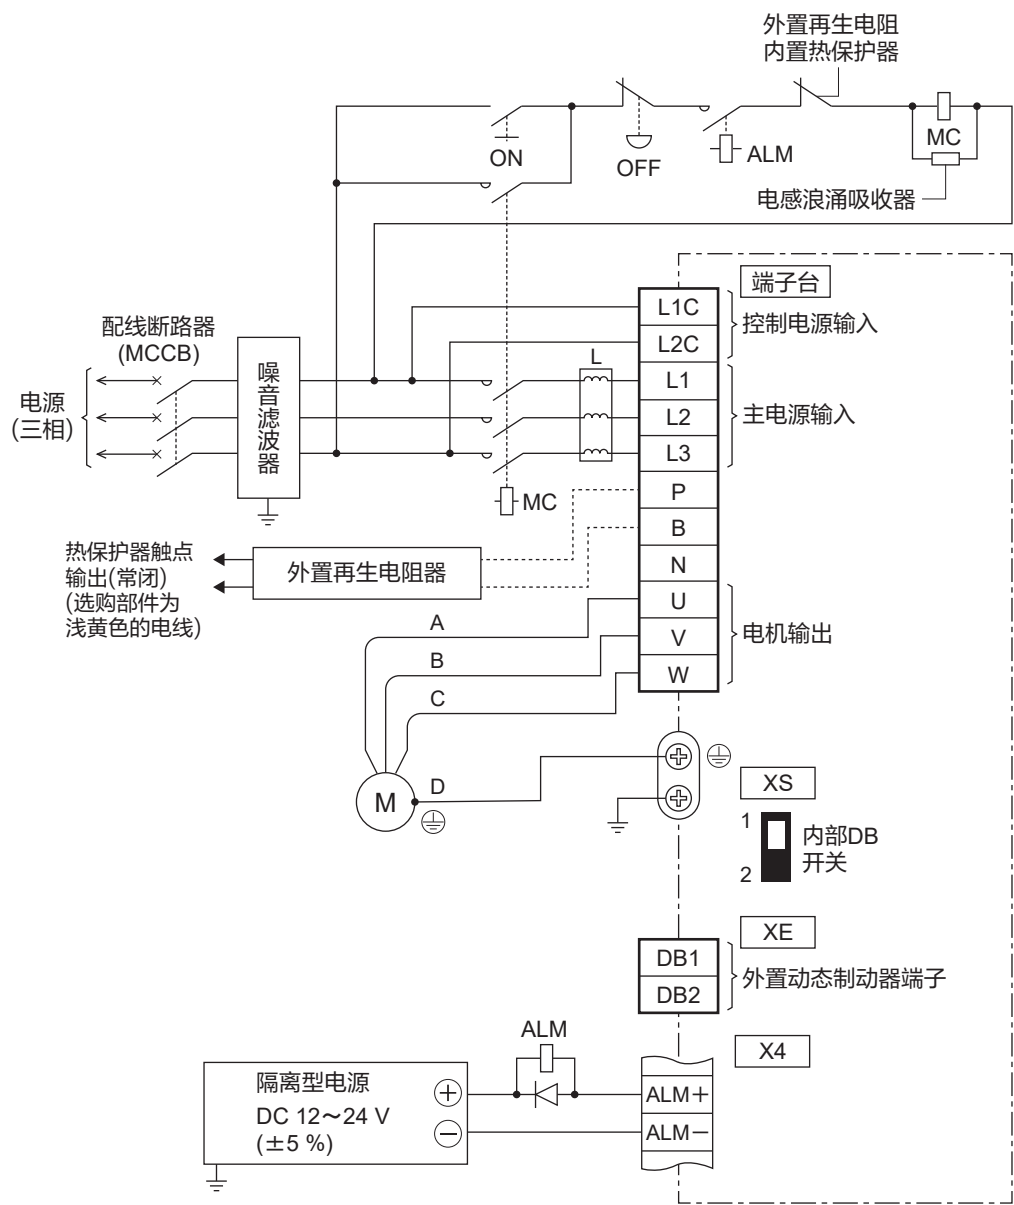 外置再生电阻
内置热保护器
ON
OFF
ALM
MC
电感浪涌吸收器
端子台
L1C
控制电源输入
L2C
配线断路器
(MCCB)
噪音滤波器
L
L1
电源
(三相)
L2
主电源输入
L3
MC
P
B
N
热保护器触点
输出(常闭)
(选购部件为
浅黄色的电线)
外置再生电阻器
U
A
V
电机输出
B
W
C
M
D
XS
1
2
内部DB
开关
XE
DB1
DB2
外置动态制动器端子
ALM
X4
隔离型电源
DC 12～24 V
(±5 %)
＋
－
ALM＋
ALM－